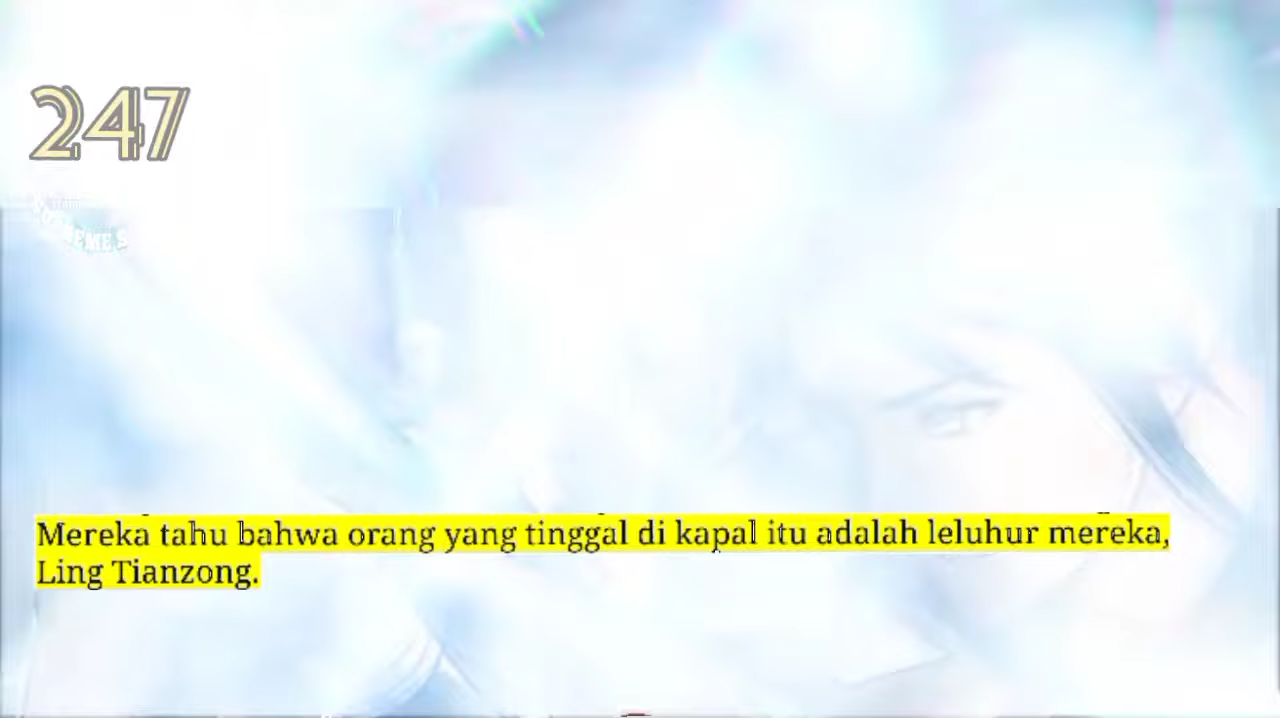 247
Mereka tahu bahwa orang yang tinggal di kapal itu adalah leluhur mereka,
Ling Tianzong.